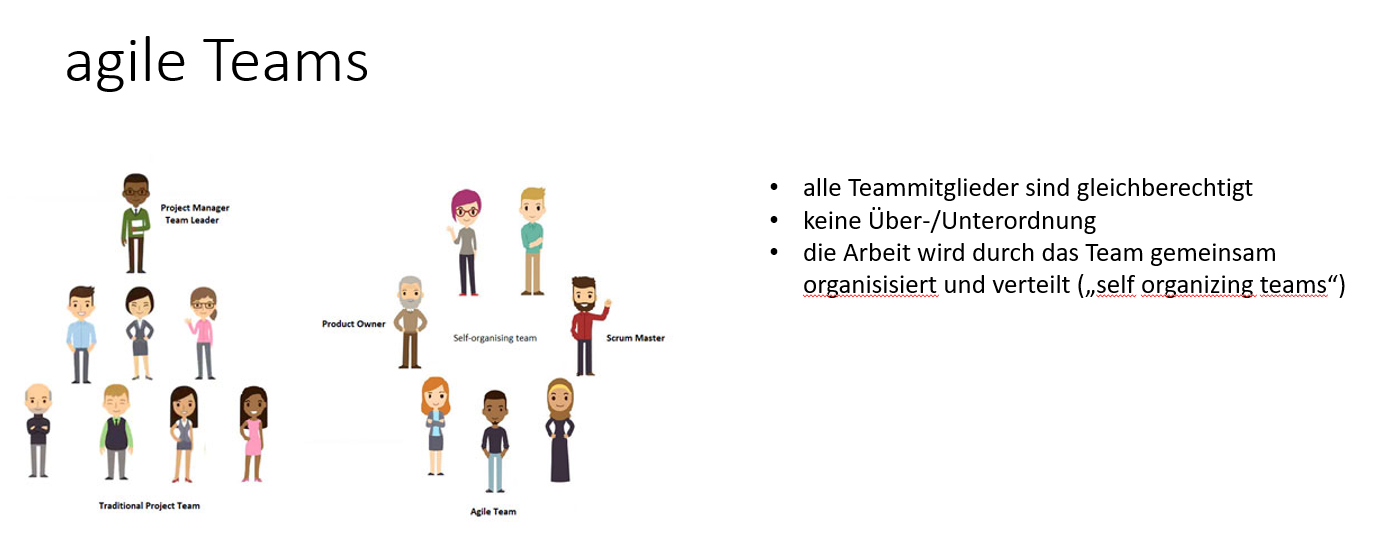 agile Teams
Project Manager
Team Leader
Product Owner
Self-organising team
Scrum Master
Traditional Project Team
Agile Team
• alle Teammitglieder sind gleichberechtigt
• keine Über-/Unterordnung
• die Arbeit wird durch das Team gemeinsam
organisisiert und verteilt („self organizing teams“)